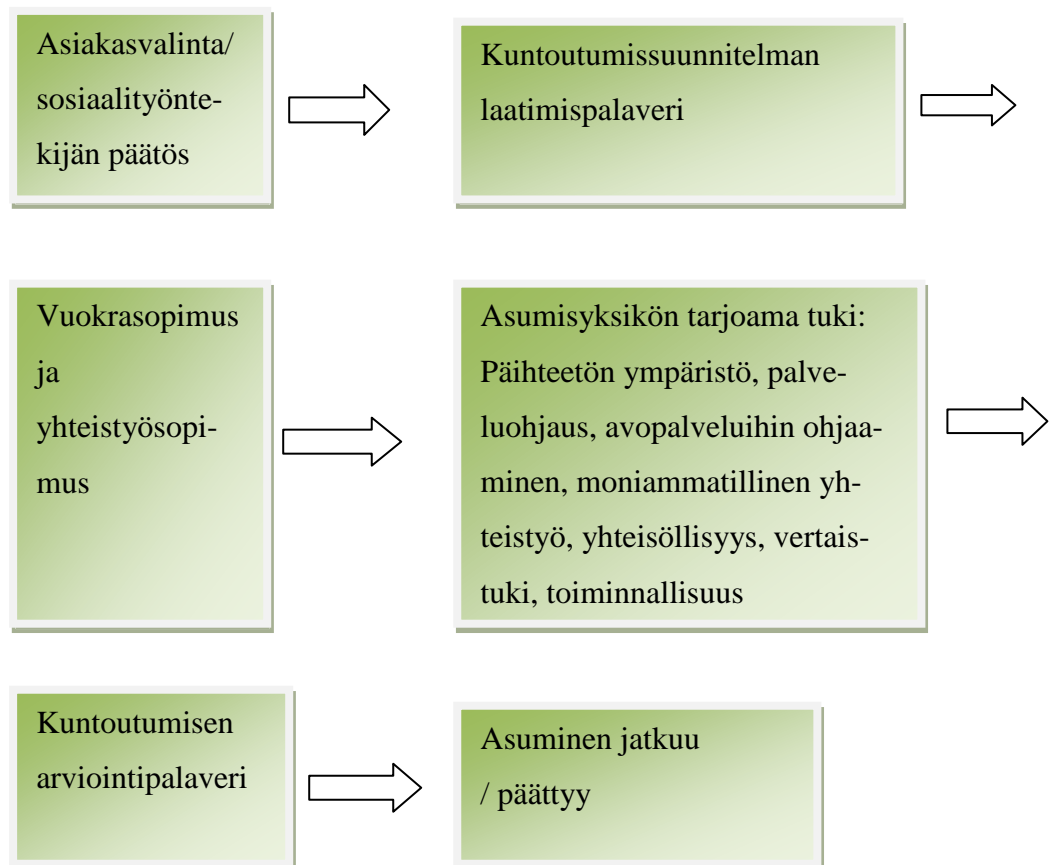 Asiakasvalinta/
sosiaalityönte-
kijän päätös
Kuntoutumissuunnitelman
laatimispalaveri
Vuokrasopimus
ja
yhteistyösopi-
mus
Asumisyksikön tarjoama tuki:
Päihteetön ympäristö, palve-
luohjaus, avopalveluihin ohjaa-
minen, moniammatillinen yh-
teistyö, yhteisöllisyys, vertais-
tuki, toiminnallisuus
Kuntoutumisen
arviointipalaveri
Asuminen jatkuu
/ päättyy